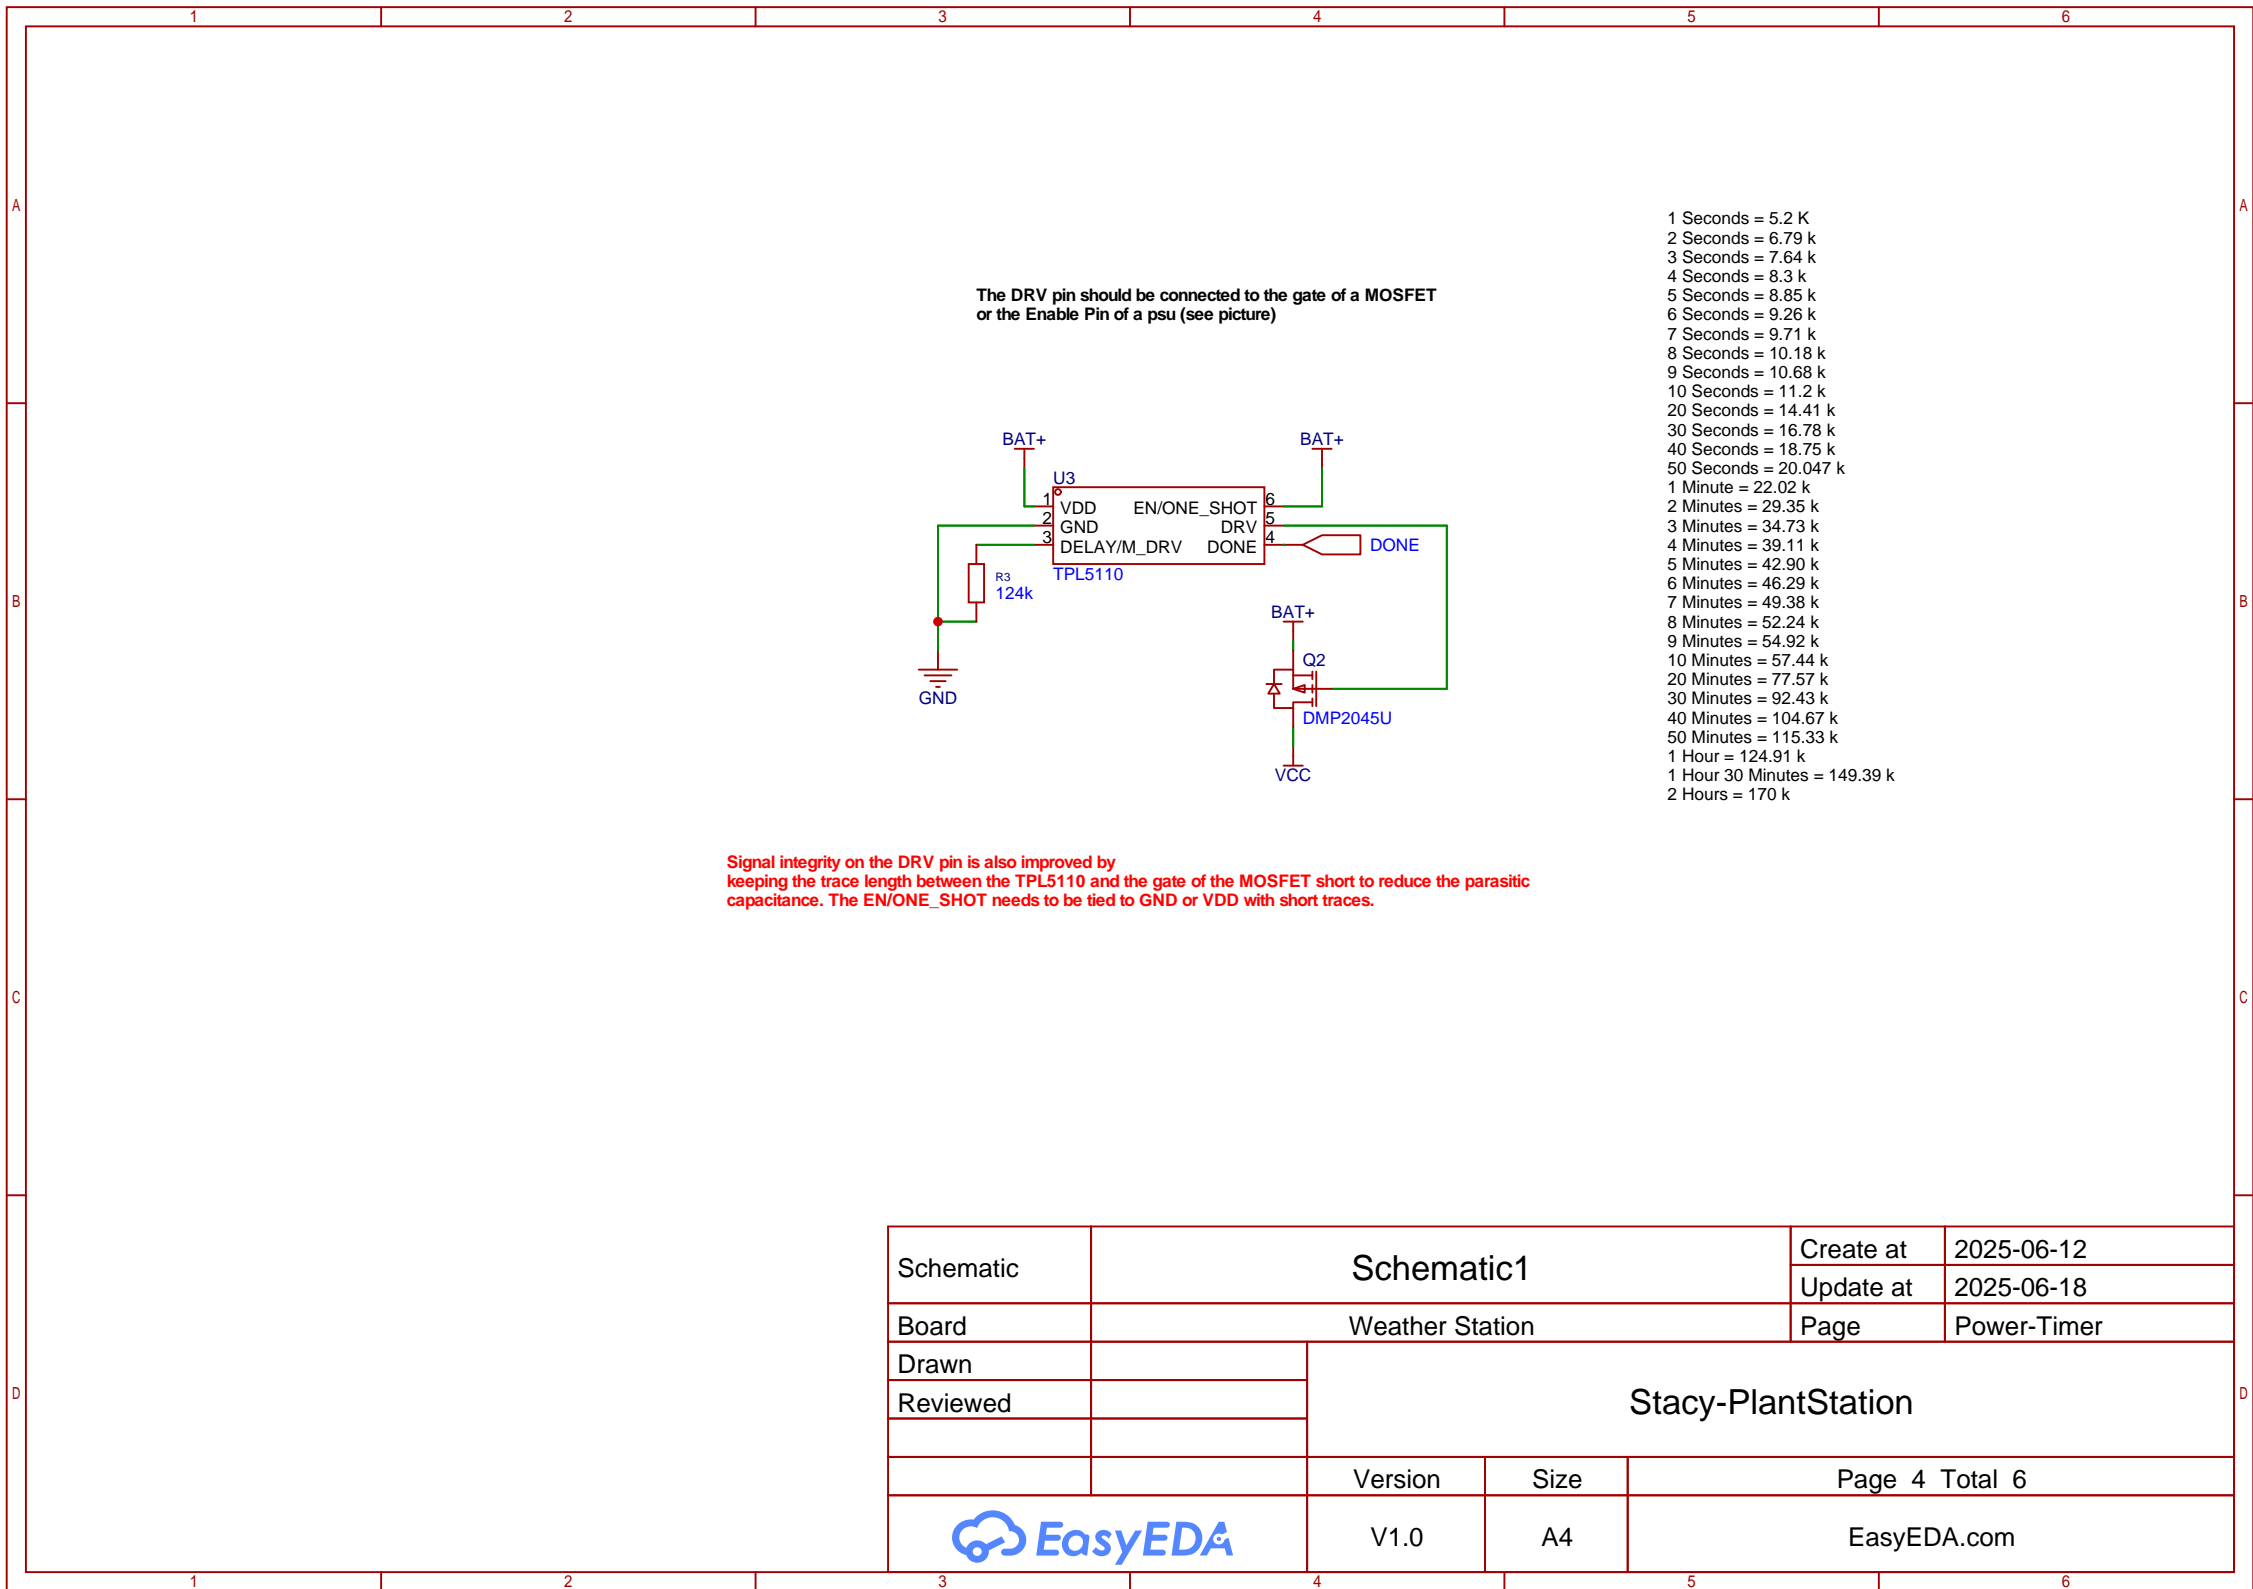 1 2 3 4 5 6
A A
1 Seconds = 5.2 K
2 Seconds = 6.79 k
3 Seconds = 7.64 k
4 Seconds = 8.3 k
5 Seconds = 8.85 k
6 Seconds = 9.26 k
7 Seconds = 9.71 k
8 Seconds = 10.18 k
9 Seconds = 10.68 k
10 Seconds = 11.2 k
20 Seconds = 14.41 k
30 Seconds = 16.78 k
40 Seconds = 18.75 k
50 Seconds = 20.047 k
1 Minute = 22.02 k
2 Minutes = 29.35 k
3 Minutes = 34.73 k
4 Minutes = 39.11 k
5 Minutes = 42.90 k
6 Minutes = 46.29 k
7 Minutes = 49.38 k
8 Minutes = 52.24 k
9 Minutes = 54.92 k
10 Minutes = 57.44 k
20 Minutes = 77.57 k
30 Minutes = 92.43 k
40 Minutes = 104.67 k
50 Minutes = 115.33 k
1 Hour = 124.91 k
1 Hour 30 Minutes = 149.39 k
2 Hours = 170 k
The DRV pin should be connected to the gate of a MOSFET
or the Enable Pin of a psu (see picture)
BAT+ BAT+
U3
1 VDD EN/ONE_SHOT 6
2 GND DRV 5
3 DELAY/M_DRV DONE 4 DONE
TPL5110
R3
124k
B B
BAT+
Q2
GND
DMP2045U
VCC
Signal integrity on the DRV pin is also improved by
keeping the trace length between the TPL5110 and the gate of the MOSFET short to reduce the parasitic
capacitance. The EN/ONE_SHOT needs to be tied to GND or VDD with short traces.
C C
Schematic Schematic1 Create at 2025-06-12
Update at 2025-06-18
Board Weather Station Page Power-Timer
Drawn
Reviewed
Stacy-PlantStation
D D
Version Size Page 4 Total 6
EasyEDA V1.0 A4 EasyEDA.com
1 2 3 4 5 6